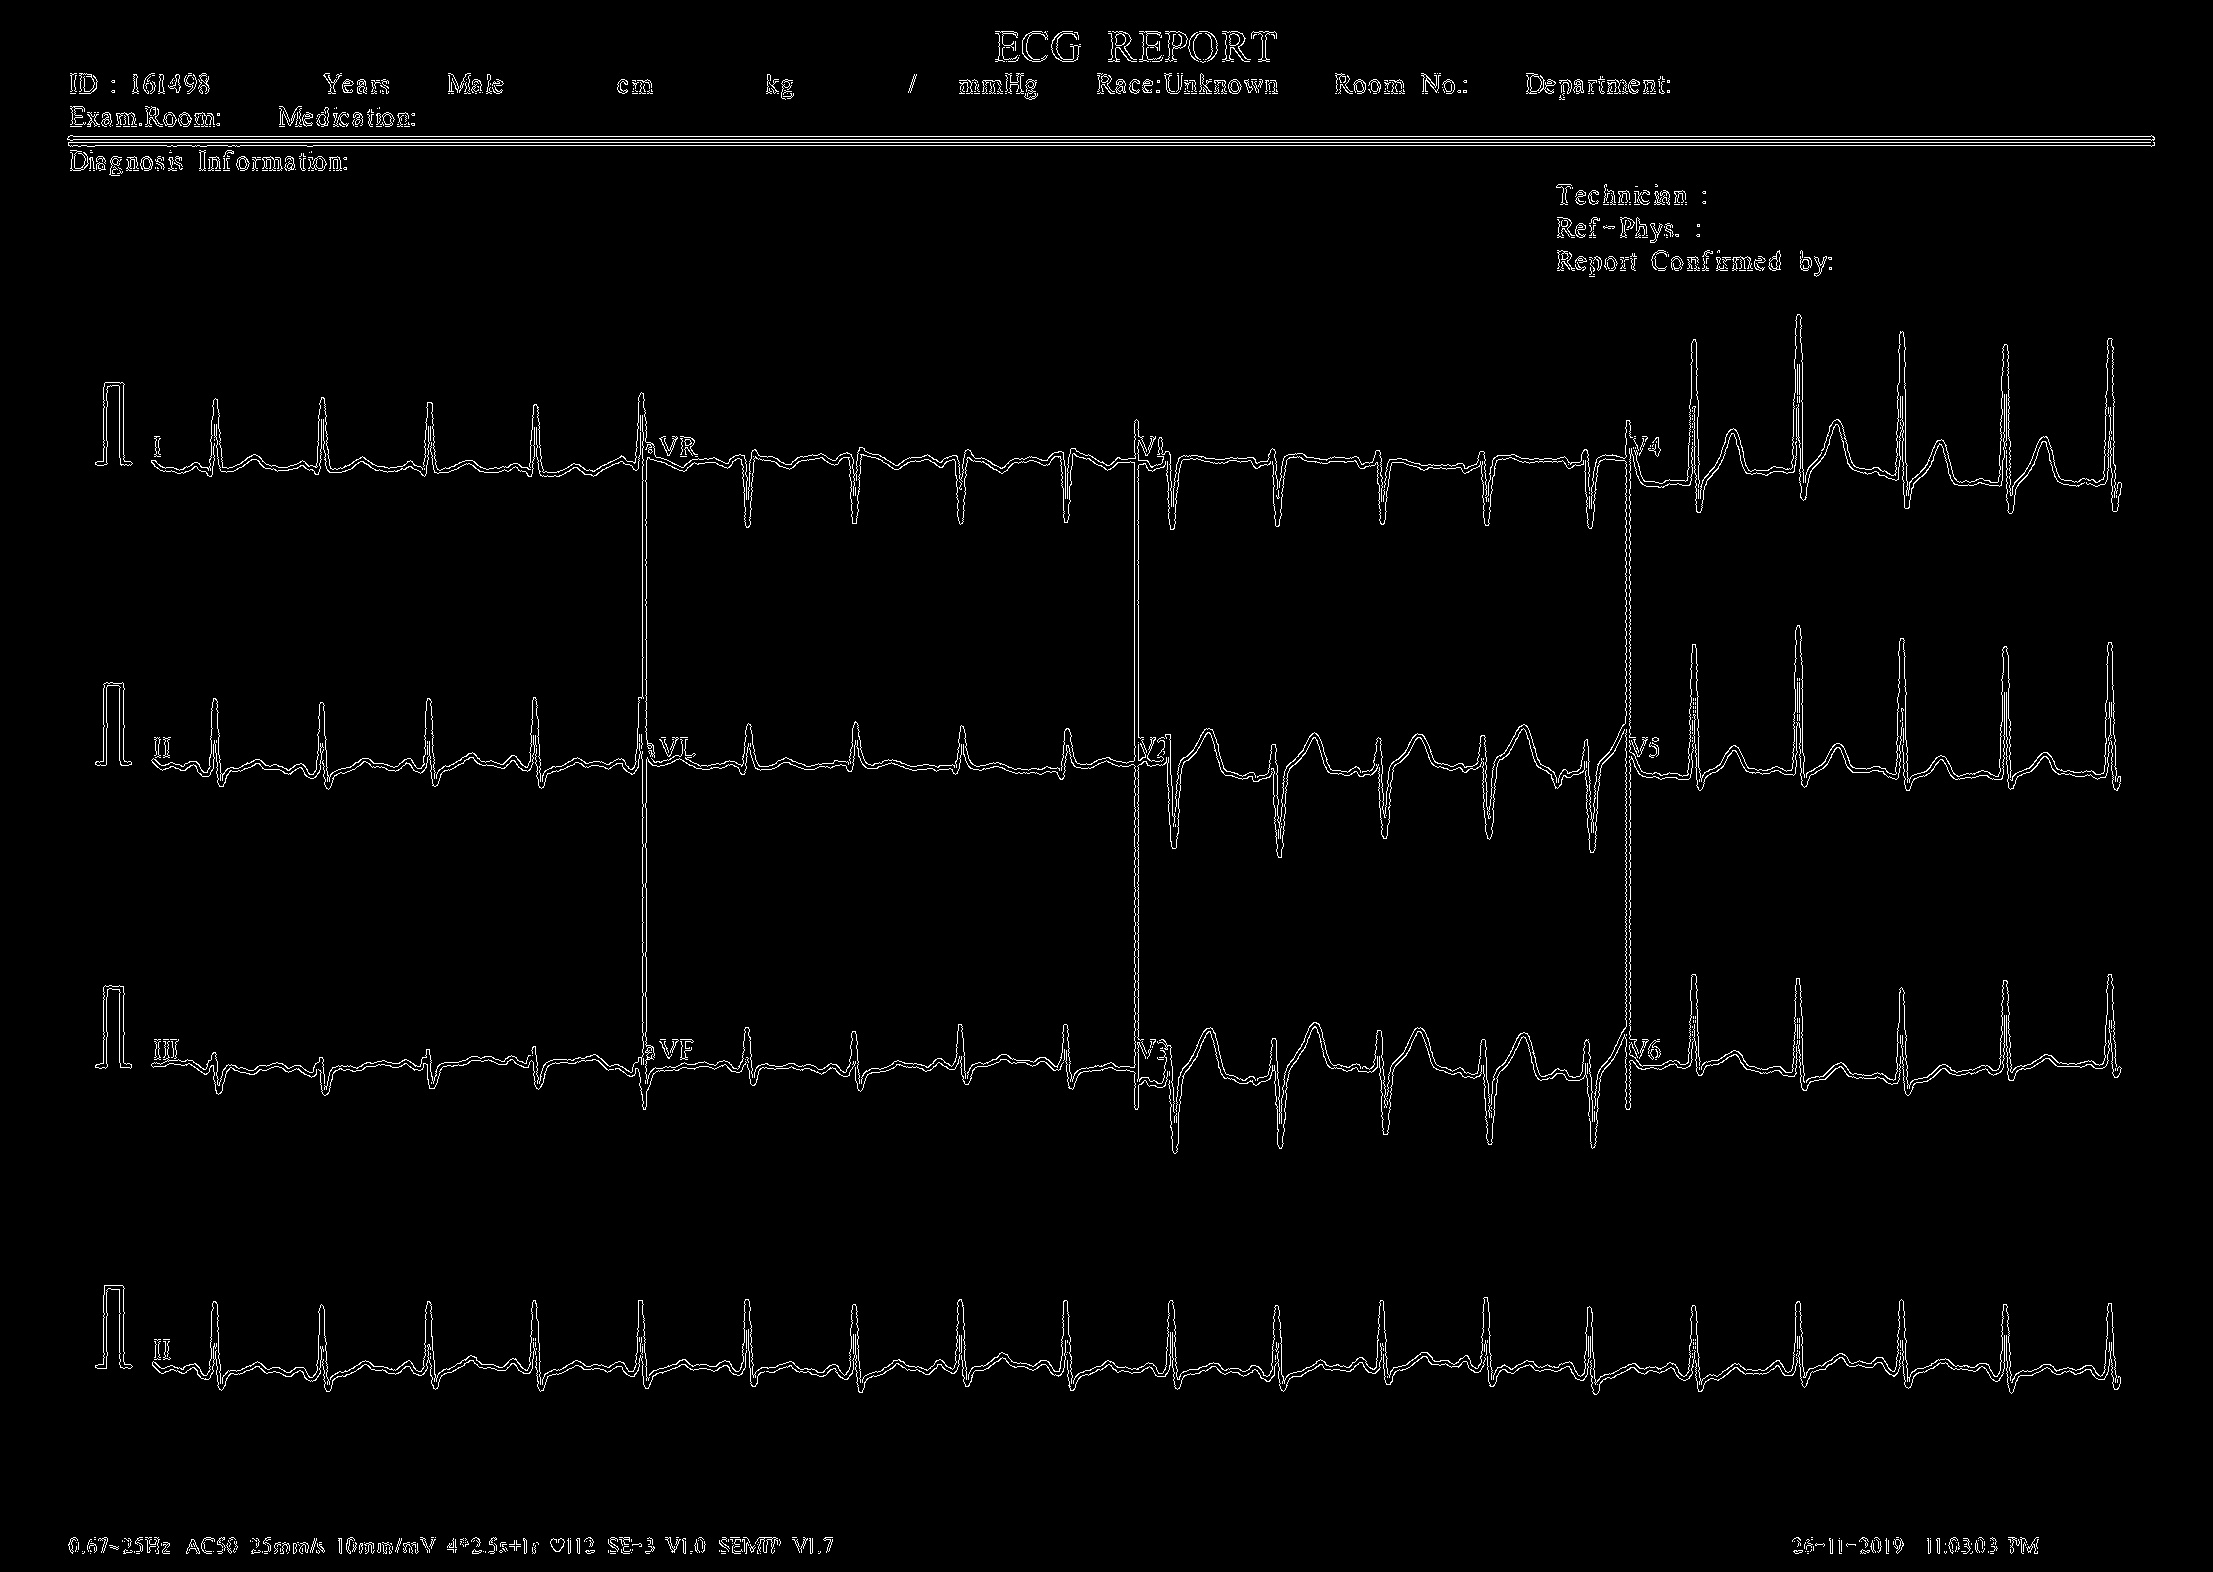 ECG REPORT
ID : 161498 Years Male cm kg / mmHg Race:Unknown Room No.: Department:
Exam.Room: Medication:
Diagnosis Information:
Technician :
Ref-Phys. :
Report Confirmed by:
I aVR V1 V4
II aVL V2 V5
III aVF V3 V6
II
0.67~25Hz AC50 25mm/s 10mm/mV 4*2.5s+1r ♡112 SE-3 V1.0 SEMIP V1.7 26-11-2019 11:03:03 PM